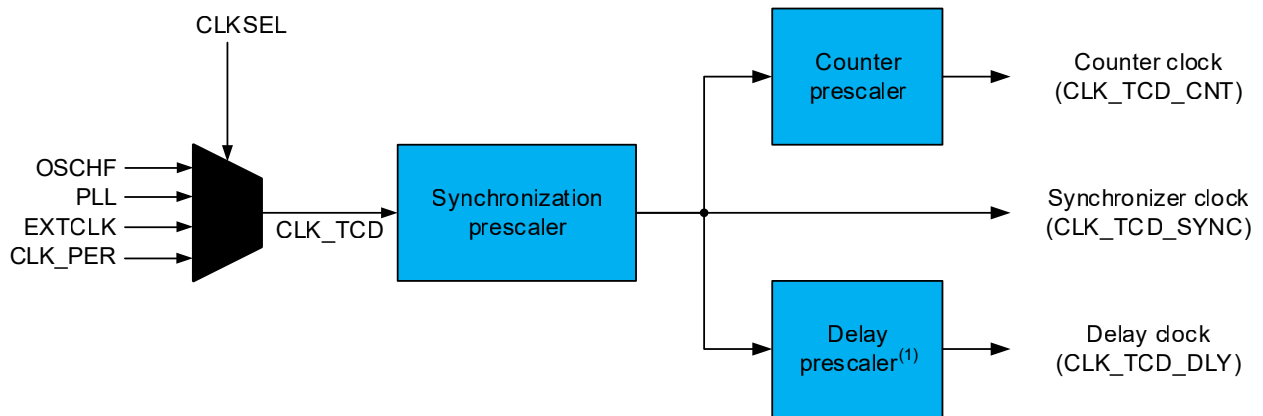 CLKSEL
OSCHF
PLL
EXTCLK
CLK_PER
CLK_TCD
Synchronization
prescaler
Counter
prescaler
Counter clock
(CLK_TCD_CNT)
Synchronizer clock
(CLK_TCD_SYNC)
Delay
prescaler(1)
Delay clock
(CLK_TCD_DLY)